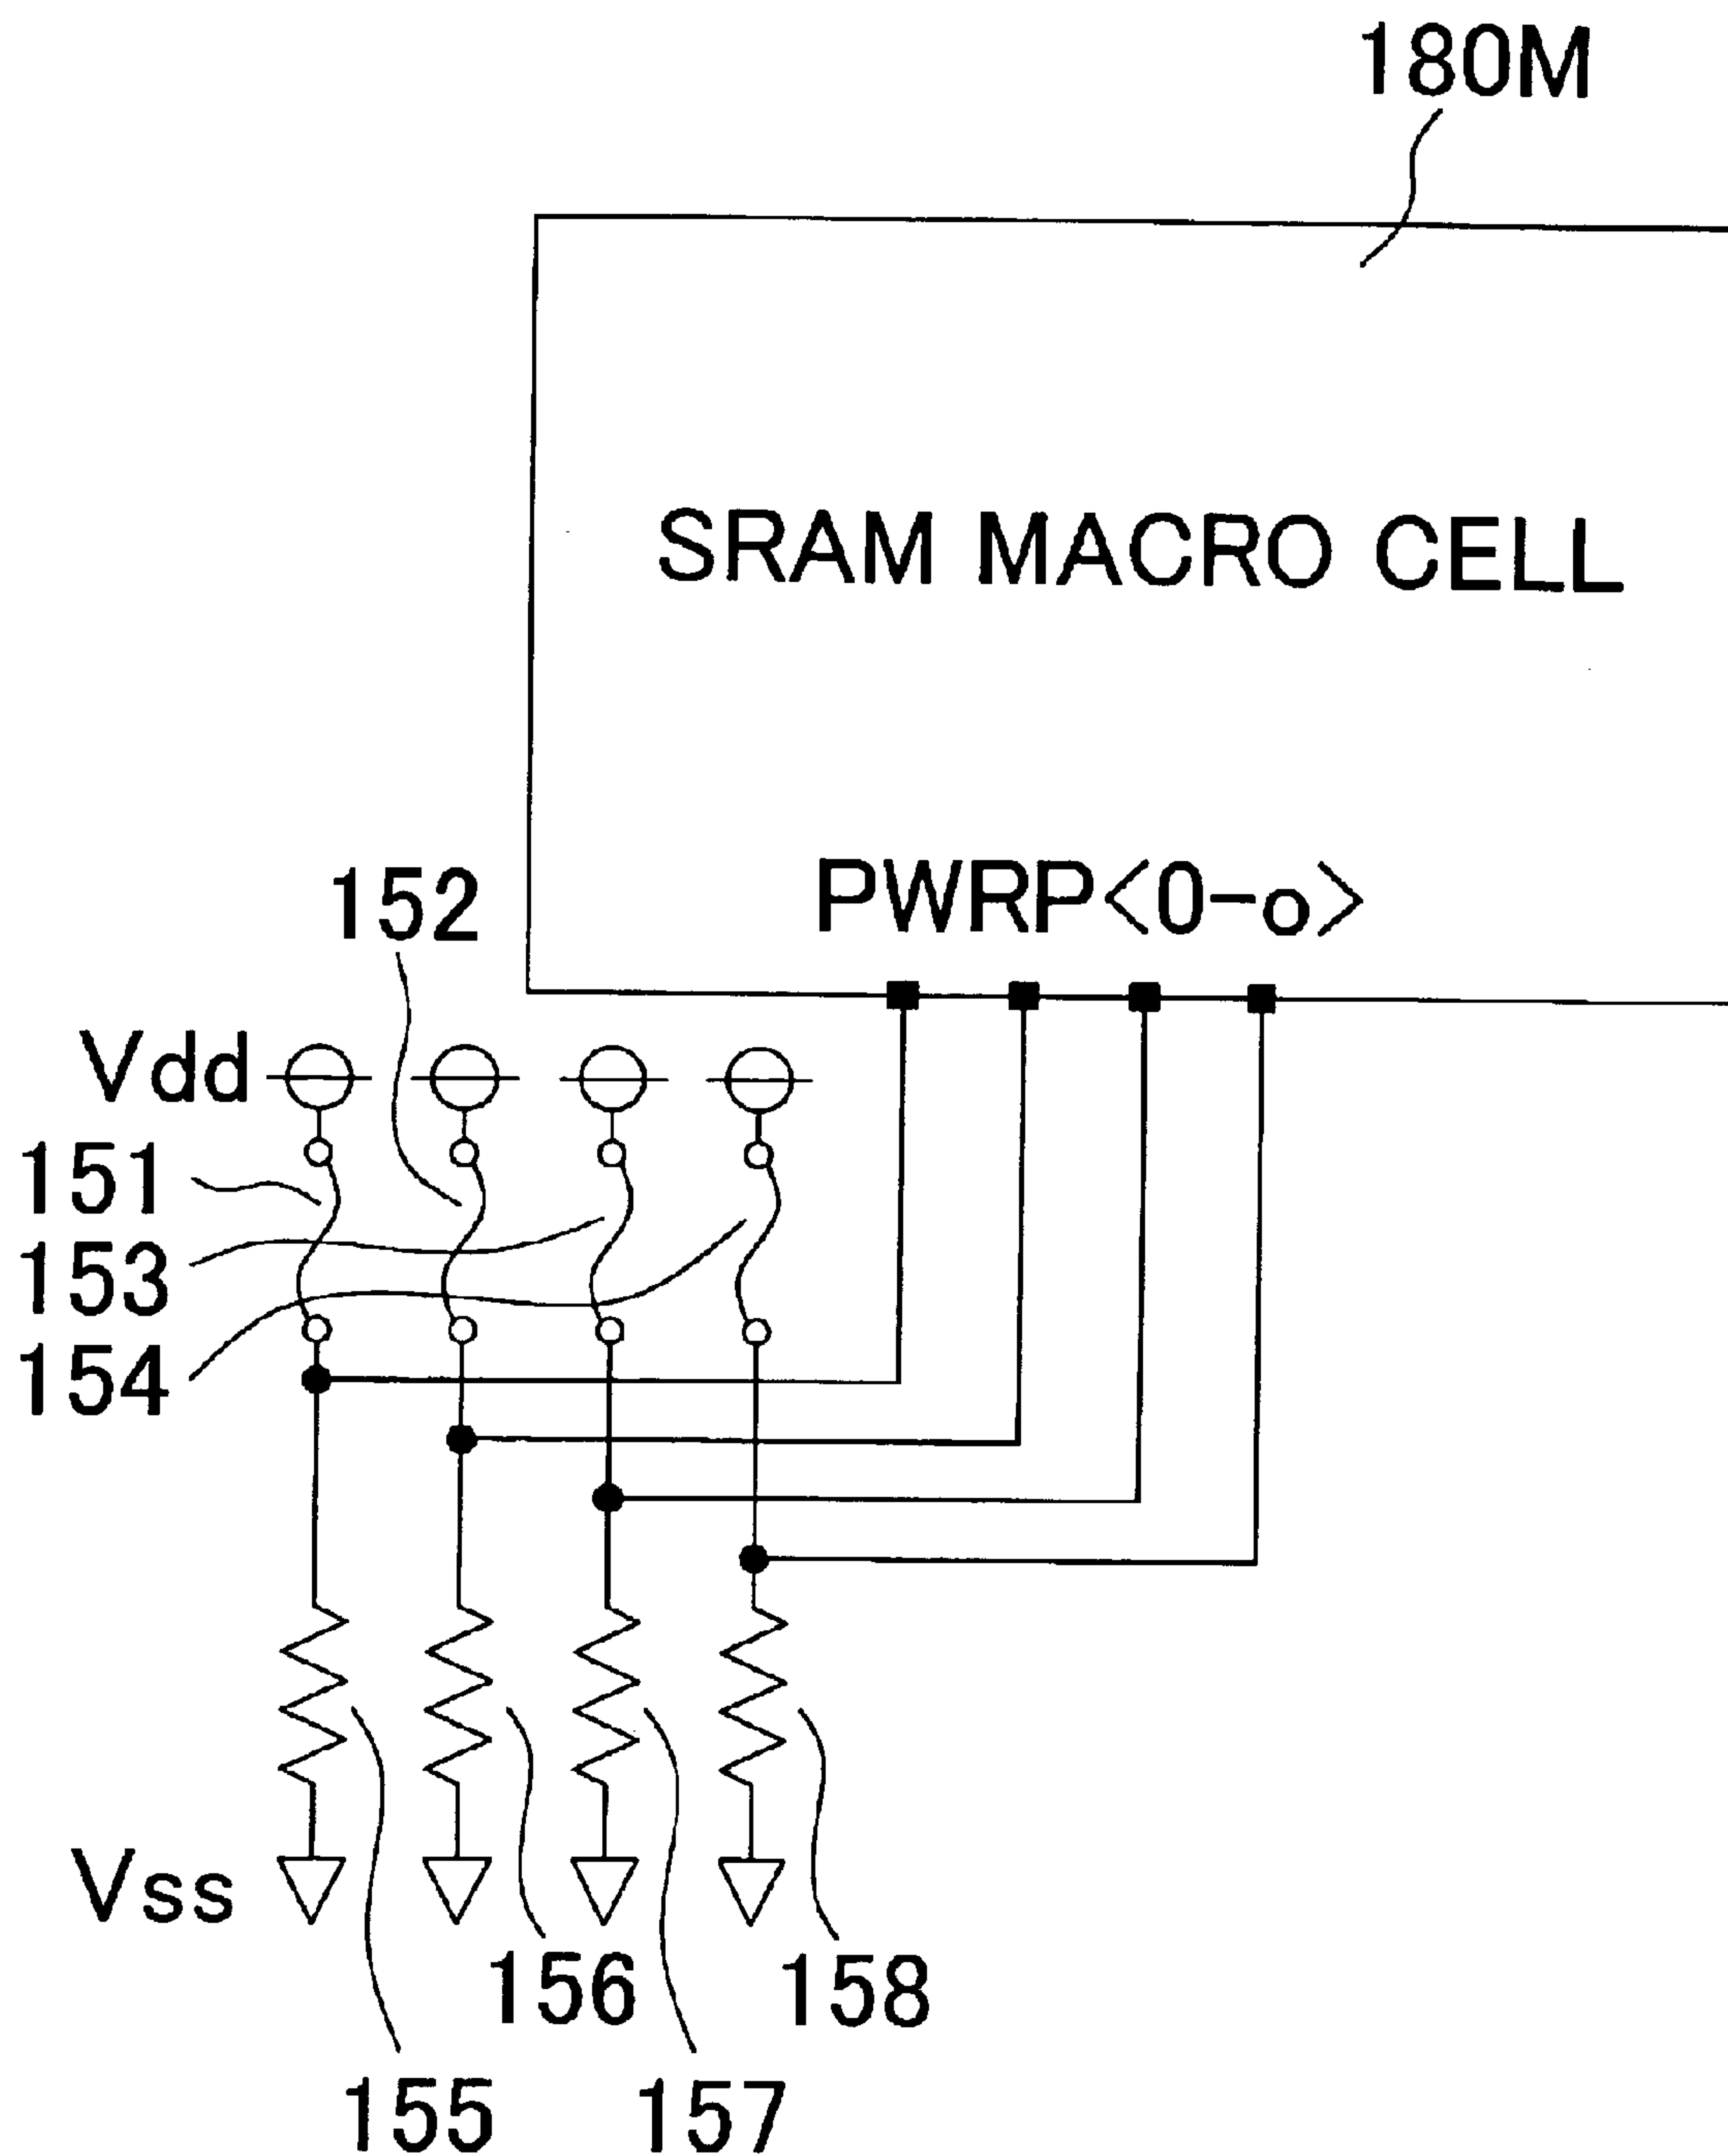 180M
SRAM MACRO CELL
PWRP<0-o>
152
Vdd
151
153
154
Vss
156
158
155
157